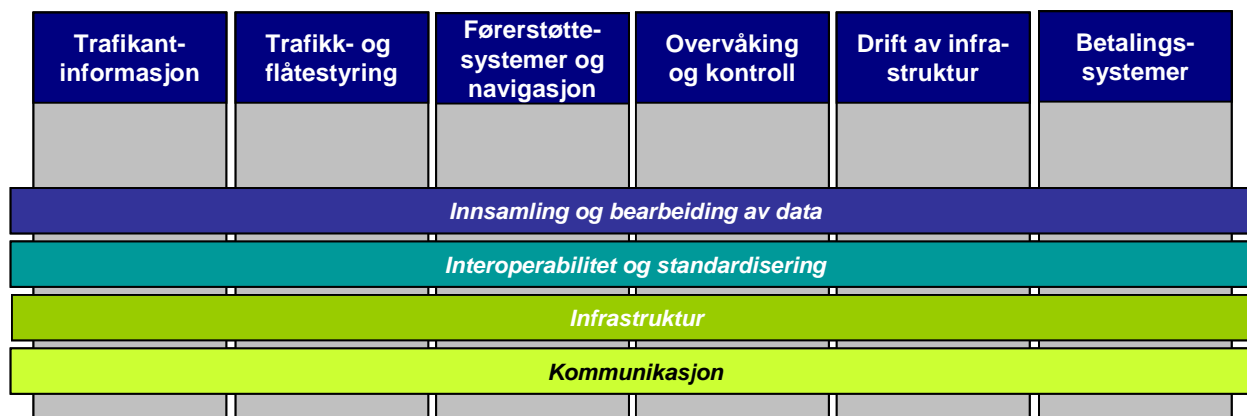 Trafikant-
informasjon
Trafikk- og
flåtestyring
Førerstøtte-
systemer og
navigasjon
Overvåking
og kontroll
Drift av infra-
struktur
Betalings-
systemer
Innsamling og bearbeiding av data
Interoperabilitet og standardisering
Infrastruktur
Kommunikasjon